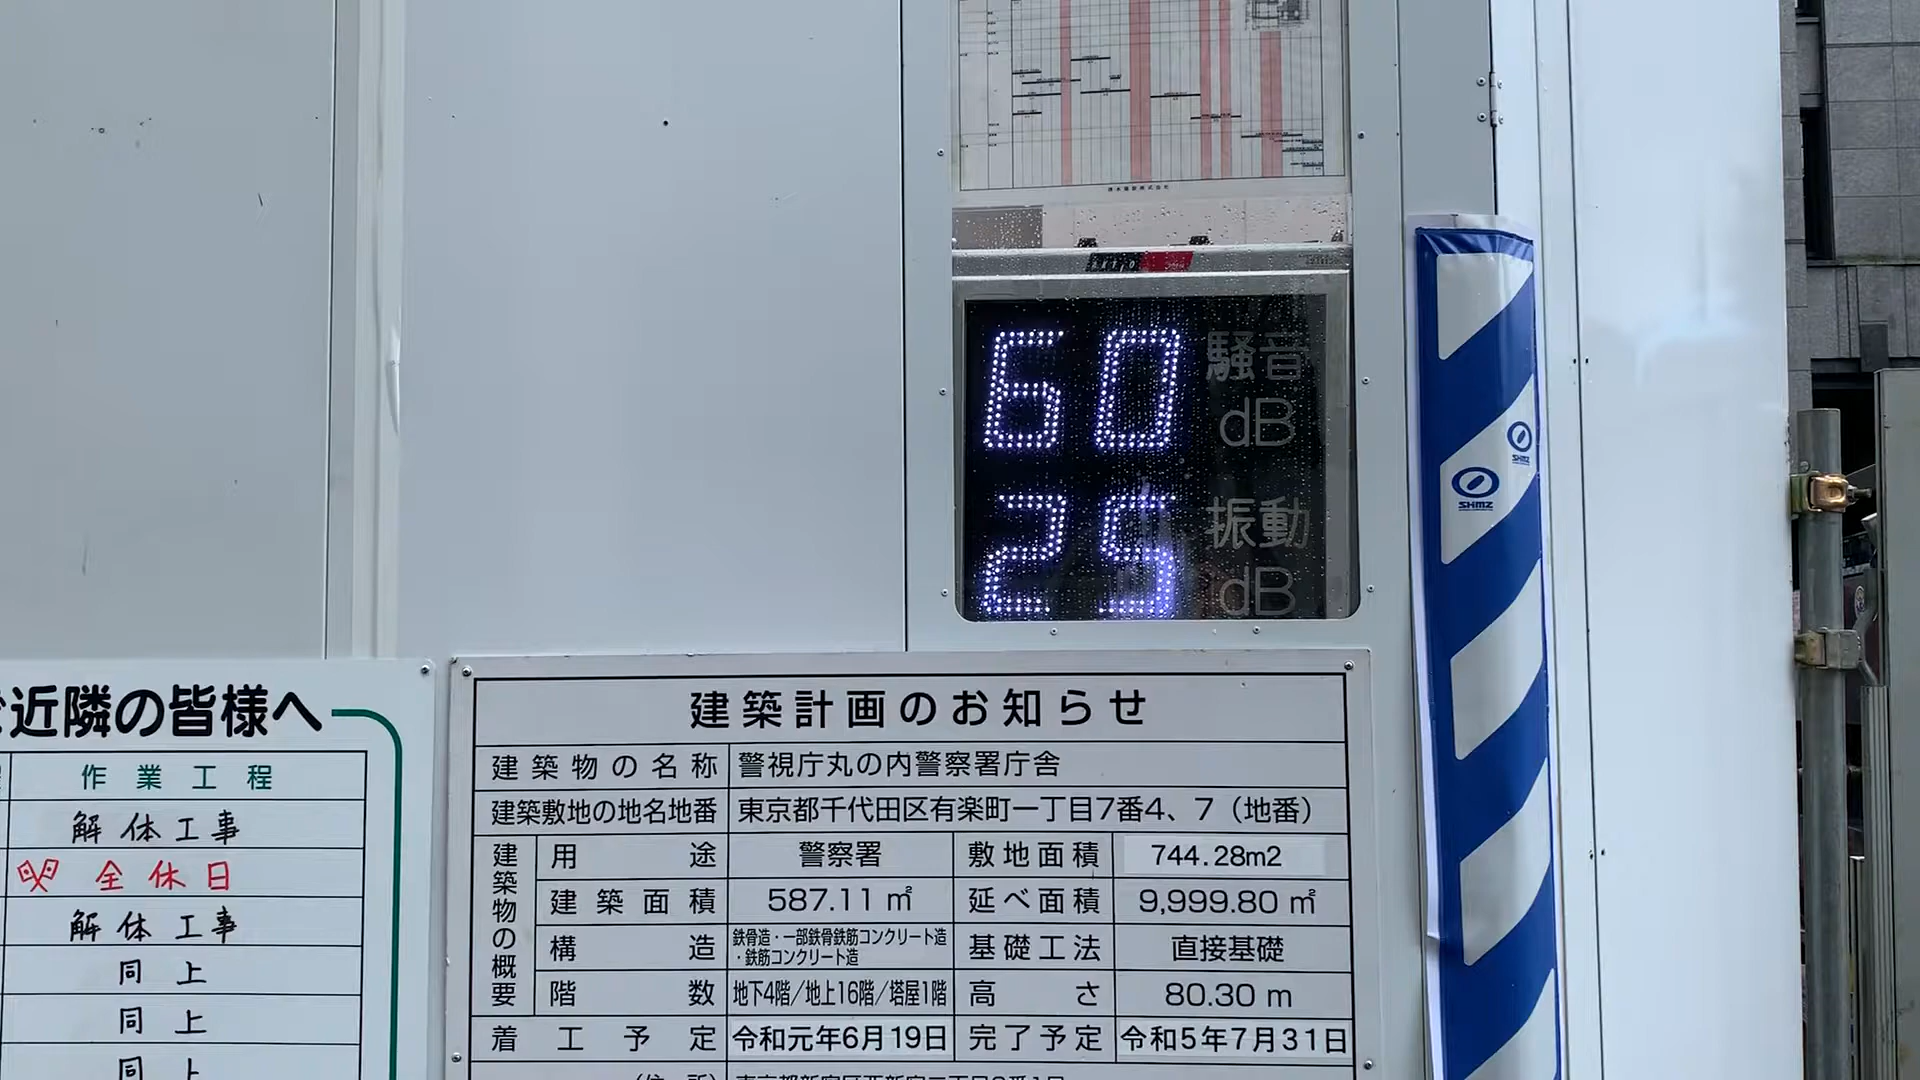 60 騒音
dB
25 振動
dB
SHMZ
SHMZ
近隣の皆様へ
作業工程
解体工事
全休日
解体工事
同上
同上
同上
建築計画のお知らせ
建築物の名称 警視庁丸の内警察署庁舎
建築敷地の地名地番 東京都千代田区有楽町一丁目7番4、7（地番）
建築物の概要
用途 警察署 敷地面積 744.28m2
建築面積 587.11 ㎡ 延べ面積 9,999.80 ㎡
構造 鉄骨造・一部鉄骨鉄筋コンクリート造
・鉄筋コンクリート造
基礎工法 直接基礎
階数 地下4階／地上16階／塔屋1階 高さ 80.30 m
着工予定 令和元年6月19日 完了予定 令和5年7月31日